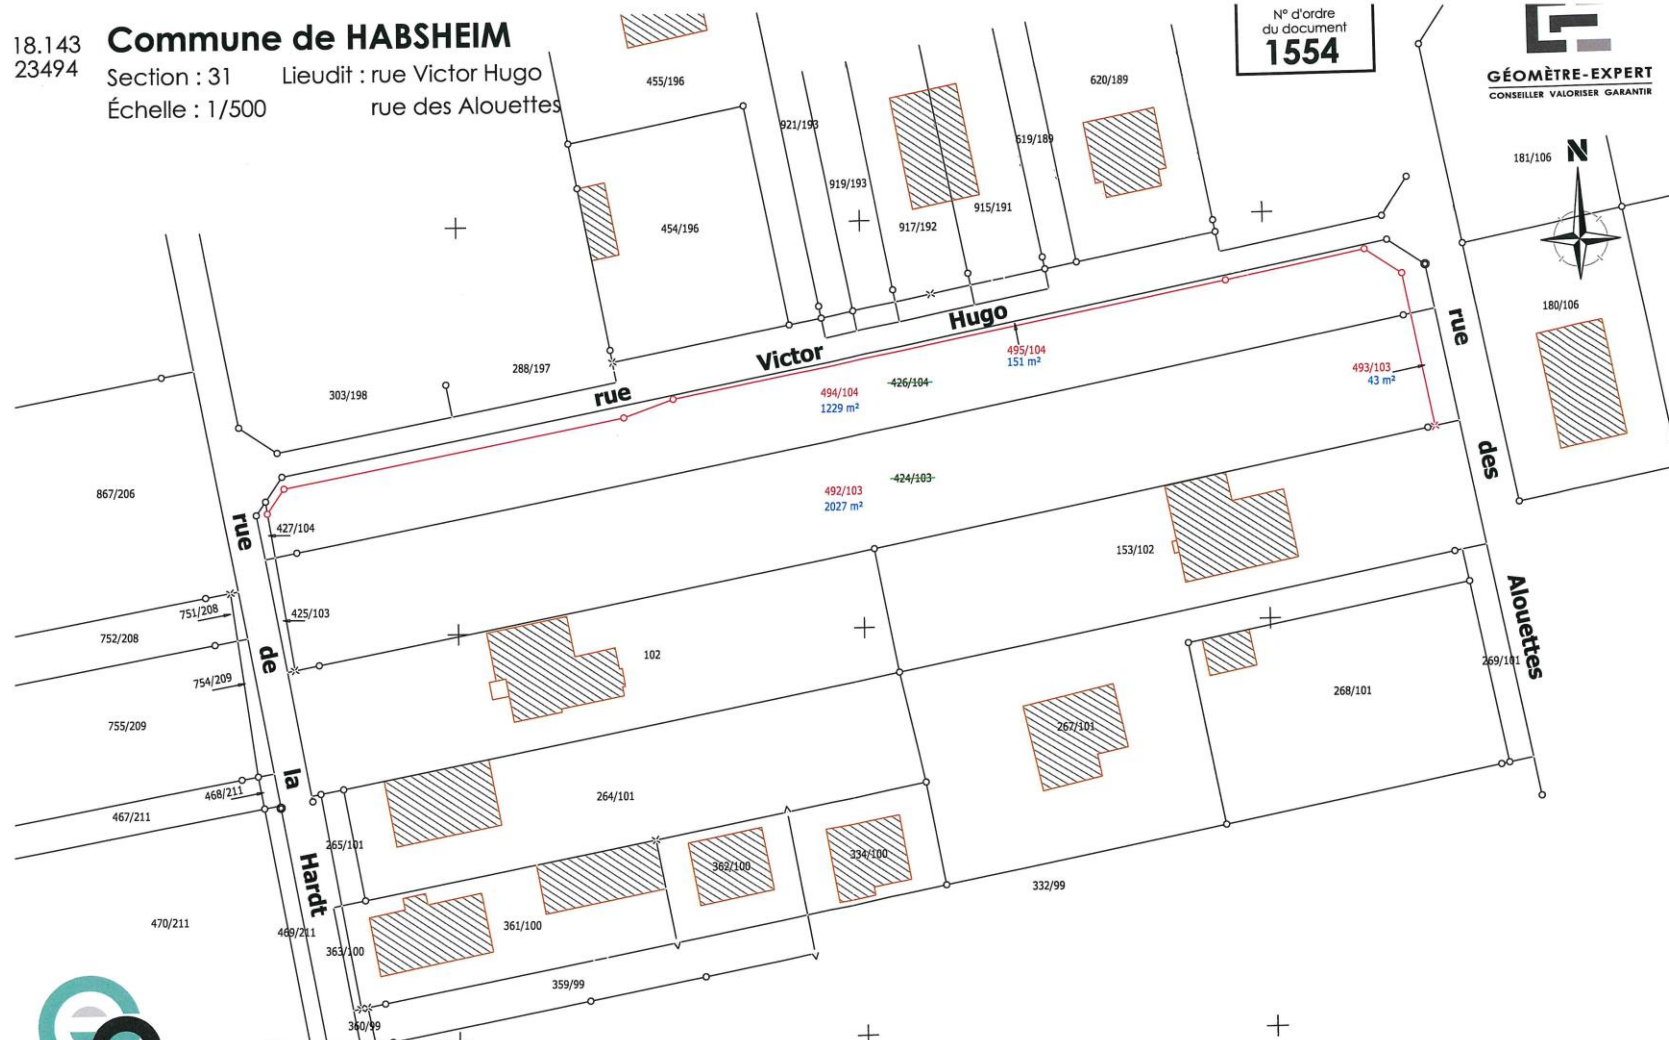 18.143
23494
Commune de HABSHEIM
Section : 31 Lieudit : rue Victor Hugo
Échelle : 1/500 rue des Alouettes
N° d'ordre
du document
1554
GÉOMÈTRE-EXPERT
CONSEILLER VALORISER GARANTIR
N
455/196
921/193
919/193
619/189
620/189
181/106
454/196
917/192
915/191
180/106
303/198
288/197
rue
Victor
Hugo
rue
des
Alouettes
495/104
151 m²
494/104
1229 m²
426/104
493/103
43 m²
867/206
492/103
2027 m²
424/103
rue
de
la
Hardt
427/104
425/103
153/102
751/208
752/208
754/209
755/209
102
269/101
268/101
267/101
468/211
467/211
264/101
265/101
362/100
334/100
332/99
470/211
469/211
363/100
361/100
359/99
360/99